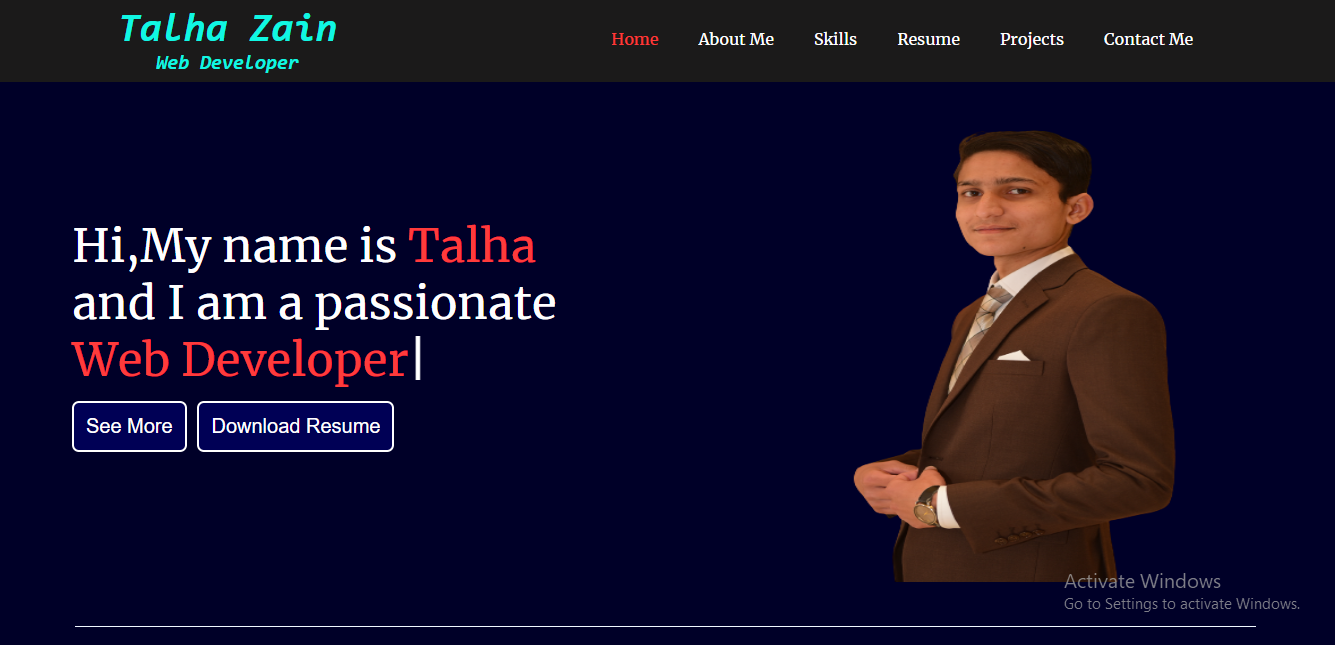 Talha Zain
Web Developer
Home About Me Skills Resume Projects Contact Me
Hi,My name is Talha
and I am a passionate
Web Developer|
See More Download Resume
Activate Windows
Go to Settings to activate Windows.